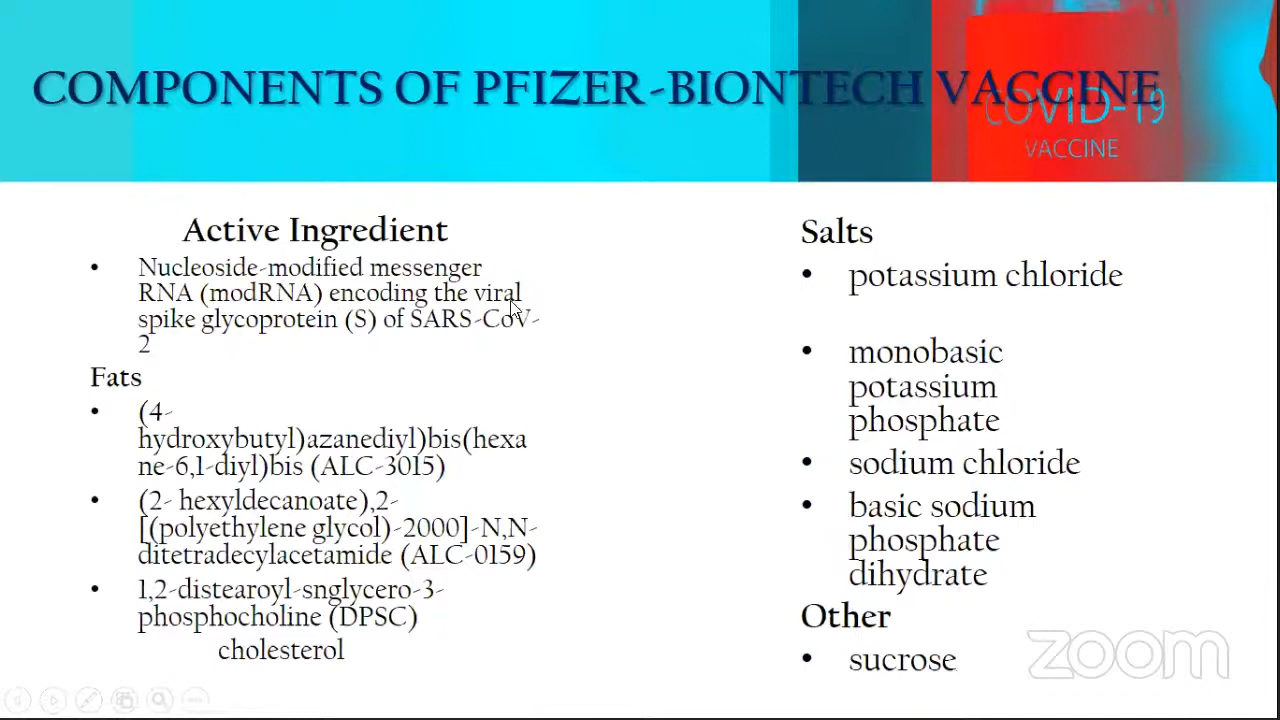 COMPONENTS OF PFIZER-BIONTECH VACCINE
COVID-19
VACCINE
Active Ingredient
• Nucleoside-modified messenger
RNA (modRNA) encoding the viral
spike glycoprotein (S) of SARS-CoV-
2
Fats
• (4-
hydroxybutyl)azanediyl)bis(hexa
ne-6,1-diyl)bis (ALC-3015)
• (2- hexyldecanoate),2-
[(polyethylene glycol)-2000]-N,N-
ditetradecylacetamide (ALC-0159)
• 1,2-distearoyl-snglycero-3-
phosphocholine (DPSC)
cholesterol
Salts
• potassium chloride
• monobasic
potassium
phosphate
• sodium chloride
• basic sodium
phosphate
dihydrate
Other
• sucrose
zoom